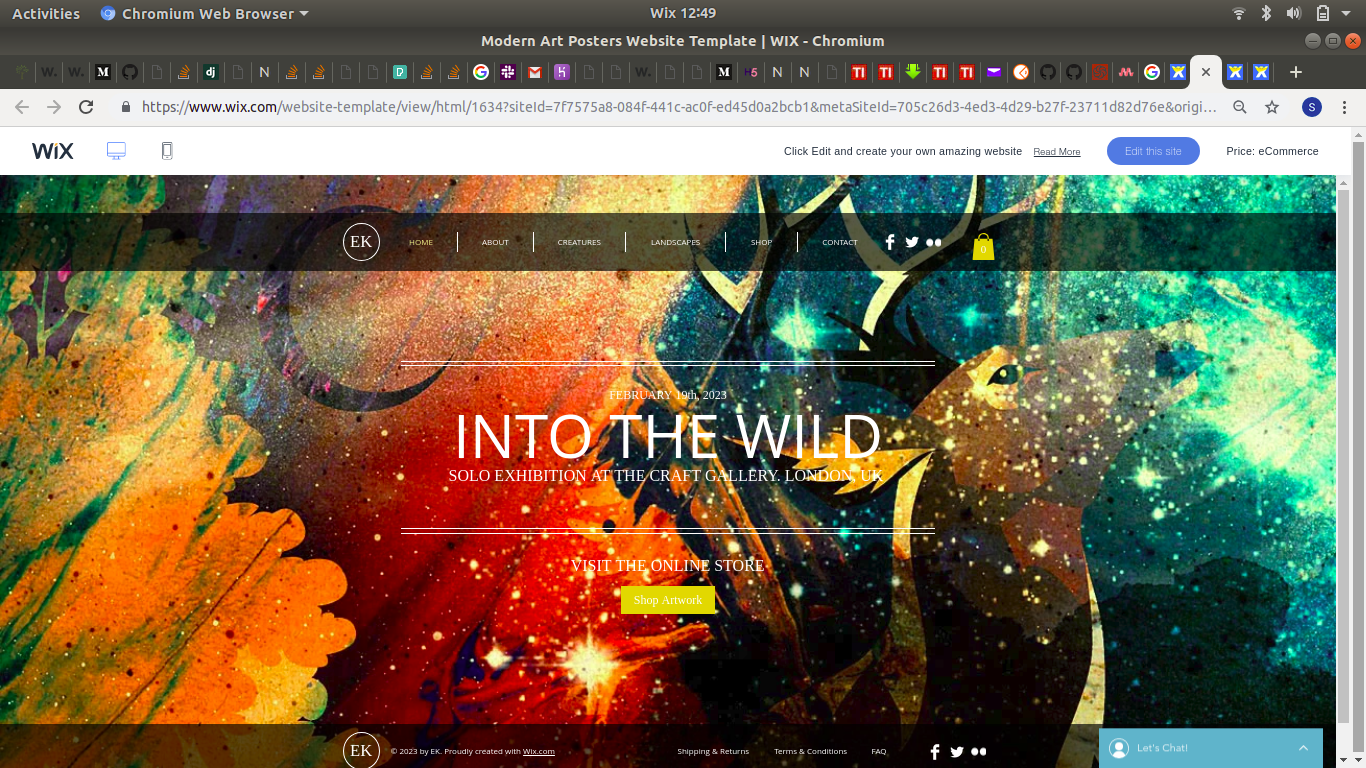 Activities Chromium Web Browser Wix 12:49
Modern Art Posters Website Template | WIX - Chromium
https://www.wix.com/website-template/view/html/1634?siteId=7f7575a8-084f-441c-ac0f-ed45d0a2bcb1&metaSiteId=705c26d3-4ed3-4d29-b27f-23711d82d76e&origi… S
WiX Click Edit and create your own amazing website Read More Edit this site Price: eCommerce
EK HOME ABOUT CREATURES LANDSCAPES SHOP CONTACT 0
FEBRUARY 19th, 2023
INTO THE WILD
SOLO EXHIBITION AT THE CRAFT GALLERY. LONDON, UK
VISIT THE ONLINE STORE
Shop Artwork
EK © 2023 by EK. Proudly created with Wix.com Shipping & Returns Terms & Conditions FAQ Let's Chat!